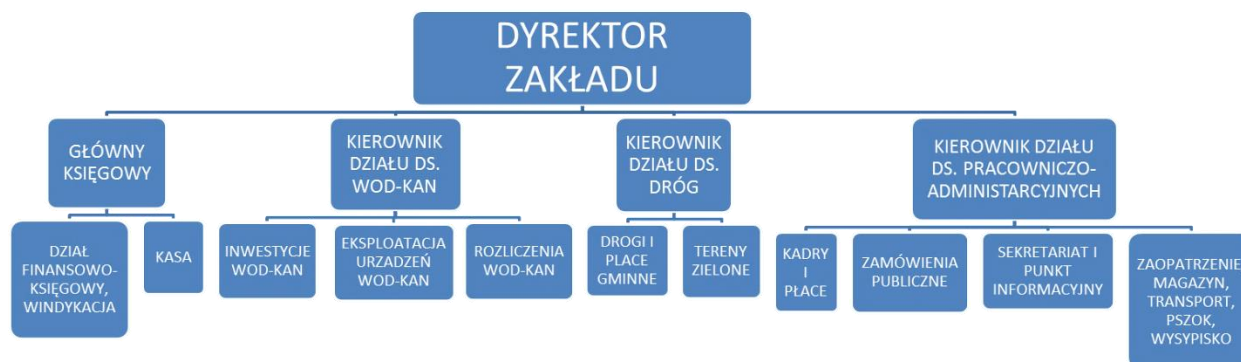 DYREKTOR
ZAKŁADU
GŁÓWNY
KSIĘGOWY
KIEROWNIK
DZIAŁU DS.
WOD-KAN
KIEROWNIK
DZIAŁU DS.
DRÓG
KIEROWNIK DZIAŁU
DS. PRACOWNICZO-
ADMINISTARCYJNYCH
DZIAŁ
FINANSOWO-
KSIĘGOWY,
WINDYKACJA
KASA
INWESTYCJE
WOD-KAN
EKSPLOATACJA
URZADZEŃ
WOD-KAN
ROZLICZENIA
WOD-KAN
DROGI I
PLACE
GMINNE
TERENY
ZIELONE
KADRY
I
PŁACE
ZAMÓWIENIA
PUBLICZNE
SEKRETARIAT I
PUNKT
INFORMACYJNY
ZAOPATRZENIE
MAGAZYN,
TRANSPORT,
PSZOK,
WYSYPISKO